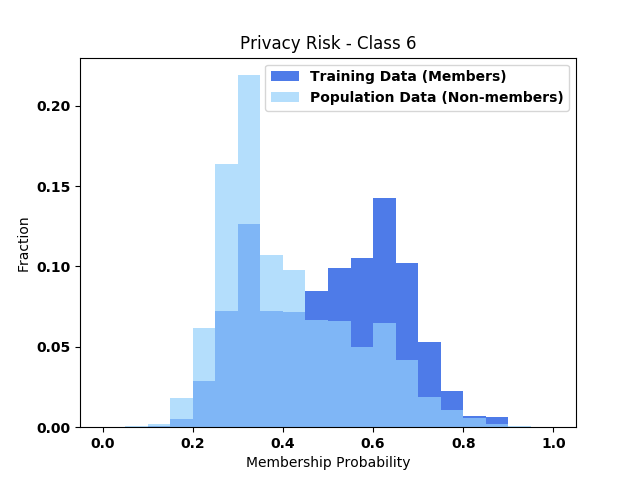 Privacy Risk - Class 6
Training Data (Members)
Population Data (Non-members)
Fraction
0.20
0.15
0.10
0.05
0.00
0.0 0.2 0.4 0.6 0.8 1.0
Membership Probability